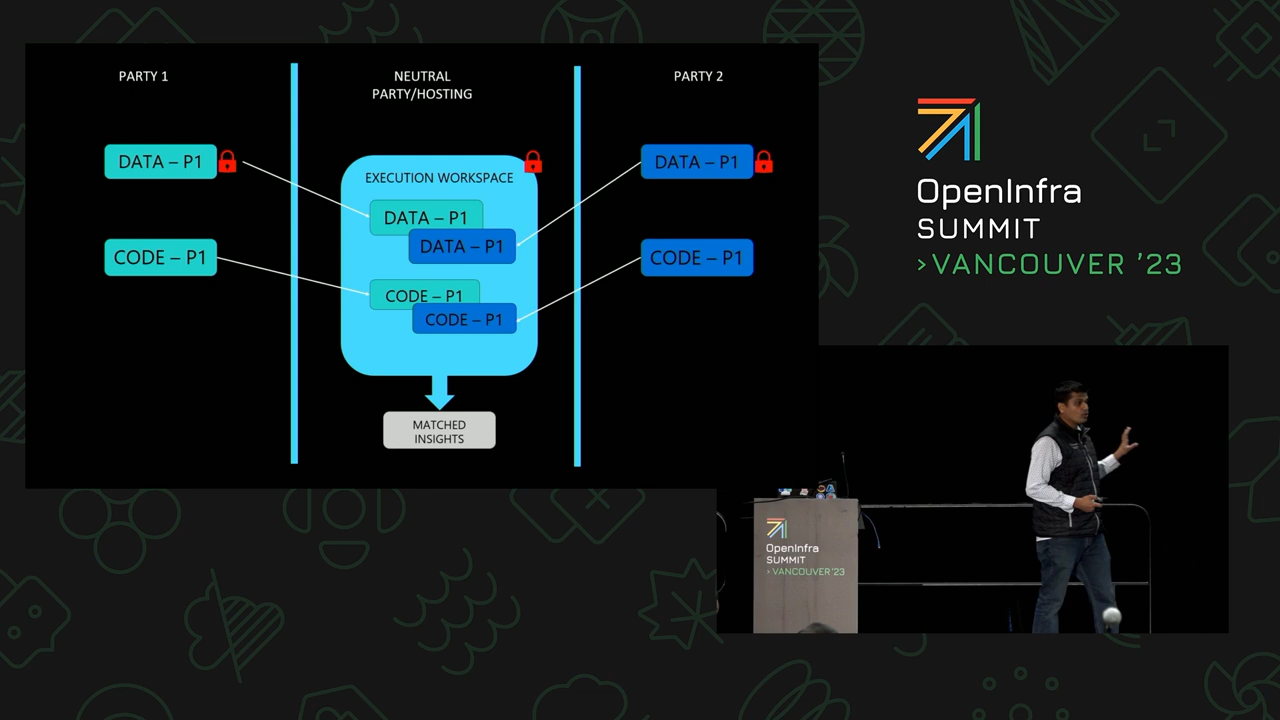 PARTY 1
NEUTRAL
PARTY/HOSTING
PARTY 2
DATA – P1
DATA – P1
EXECUTION WORKSPACE
DATA – P1
DATA – P1
CODE – P1
CODE – P1
CODE – P1
CODE – P1
MATCHED
INSIGHTS
OpenInfra
SUMMIT
>VANCOUVER '23
OpenInfra
SUMMIT
>VANCOUVER '23